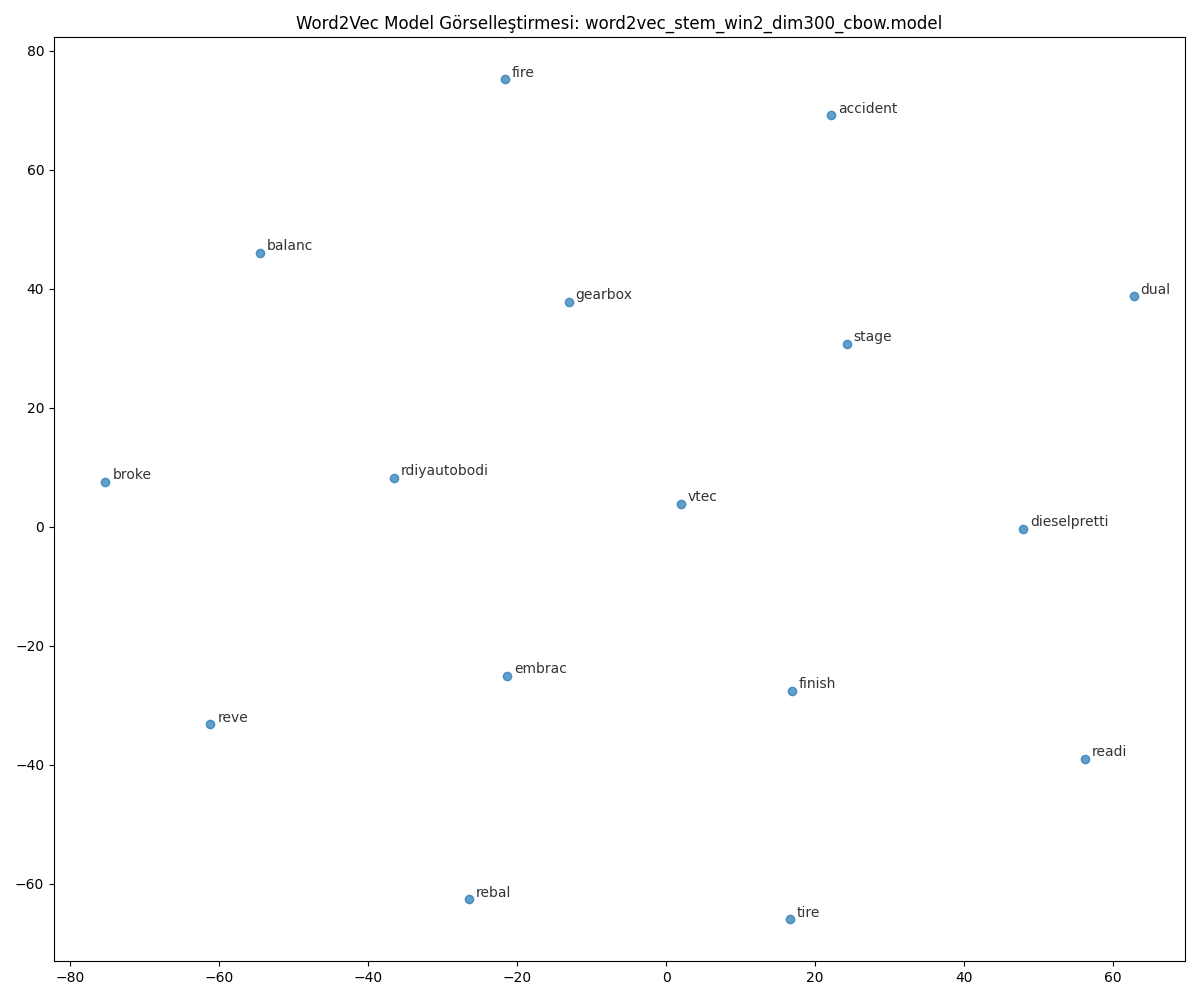 Word2Vec Model Görselleştirmesi: word2vec_stem_win2_dim300_cbow.model
80
fire
accident
60
balanc
gearbox
dual
40
stage
20
broke
rdiyautobodi
vtec
dieselpretti
0
−20
embrac
finish
reve
readi
−40
−60
rebal
tire
−80 −60 −40 −20 0 20 40 60